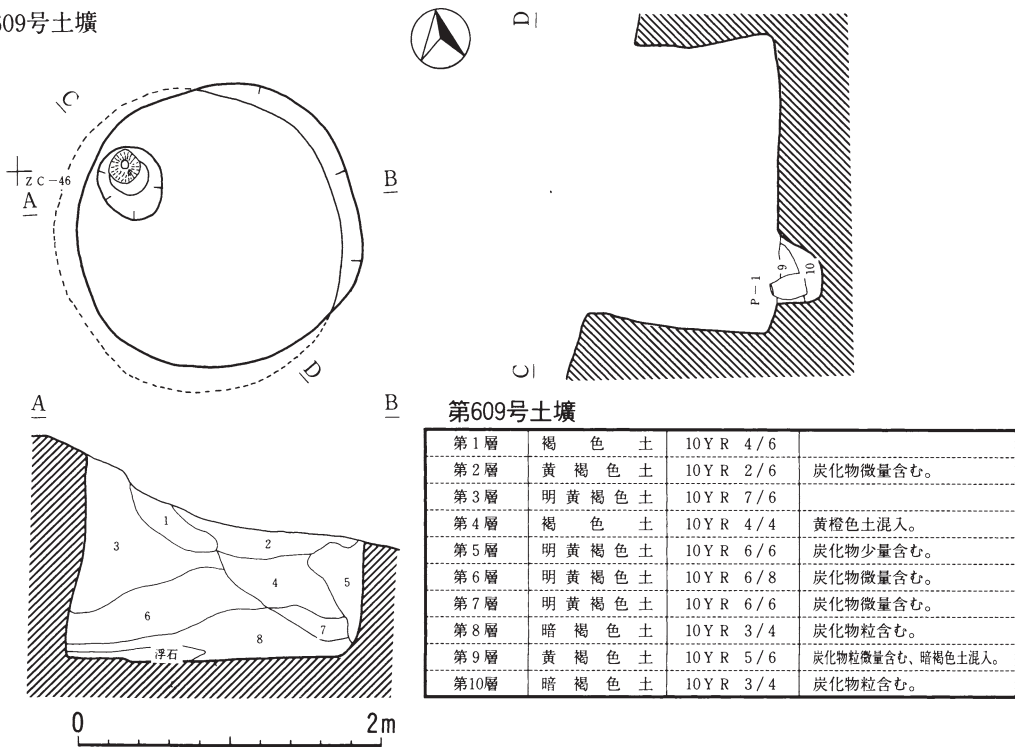 609号土壙
C
ZC-46
A
B
D
D
C
P-1
9
10
A
B
1
2
3
4
5
6
7
8
浮石
0 2m
第609号土壙
第1層 褐色土 10YR 4/6
第2層 黄褐色土 10YR 2/6 炭化物微量含む。
第3層 明黄褐色土 10YR 7/6
第4層 褐色土 10YR 4/4 黄橙色土混入。
第5層 明黄褐色土 10YR 6/6 炭化物少量含む。
第6層 明黄褐色土 10YR 6/8 炭化物微量含む。
第7層 明黄褐色土 10YR 6/6 炭化物微量含む。
第8層 暗褐色土 10YR 3/4 炭化物粒含む。
第9層 黄褐色土 10YR 5/6 炭化物粒微量含む、暗褐色土混入。
第10層 暗褐色土 10YR 3/4 炭化物粒含む。